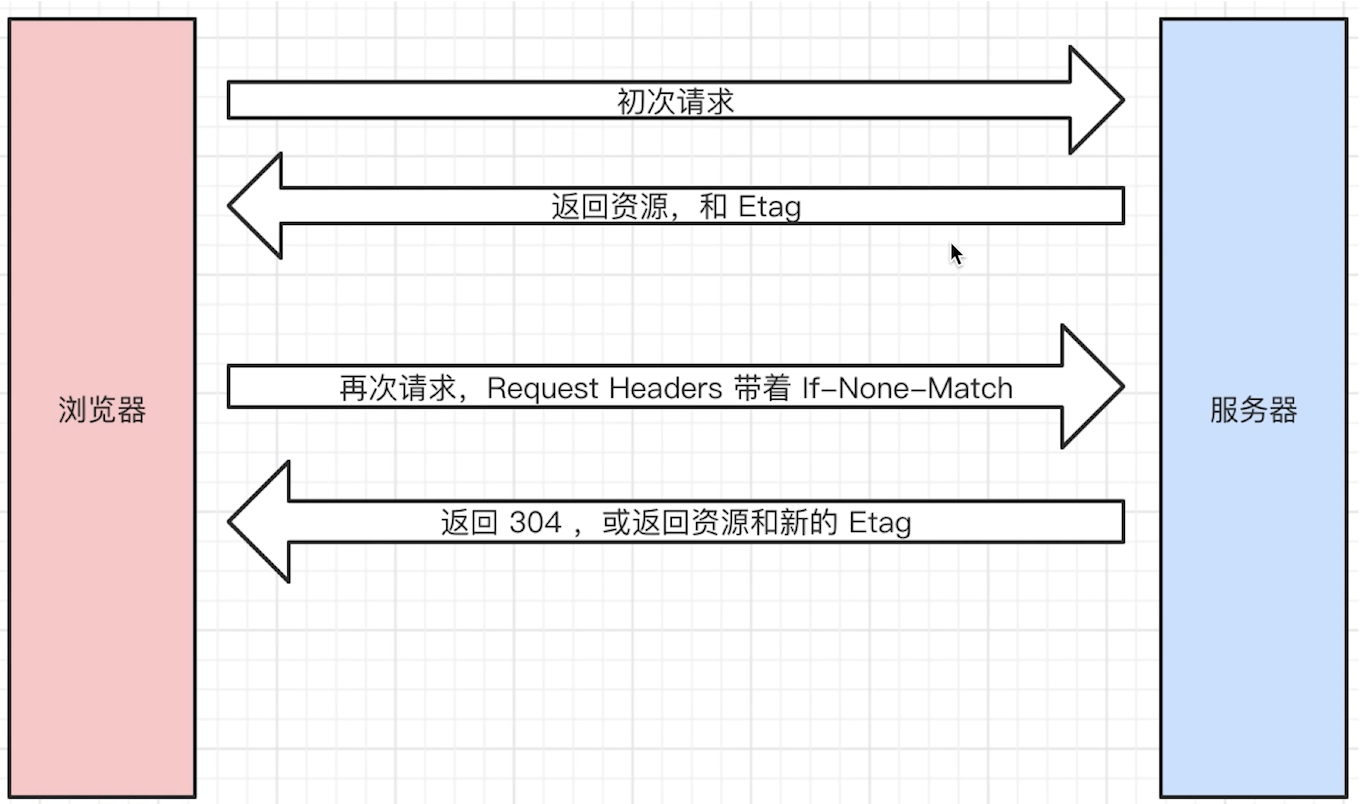 初次请求
返回资源，和 Etag
再次请求，Request Headers 带着 If-None-Match
浏览器
服务器
返回 304 ，或返回资源和新的 Etag